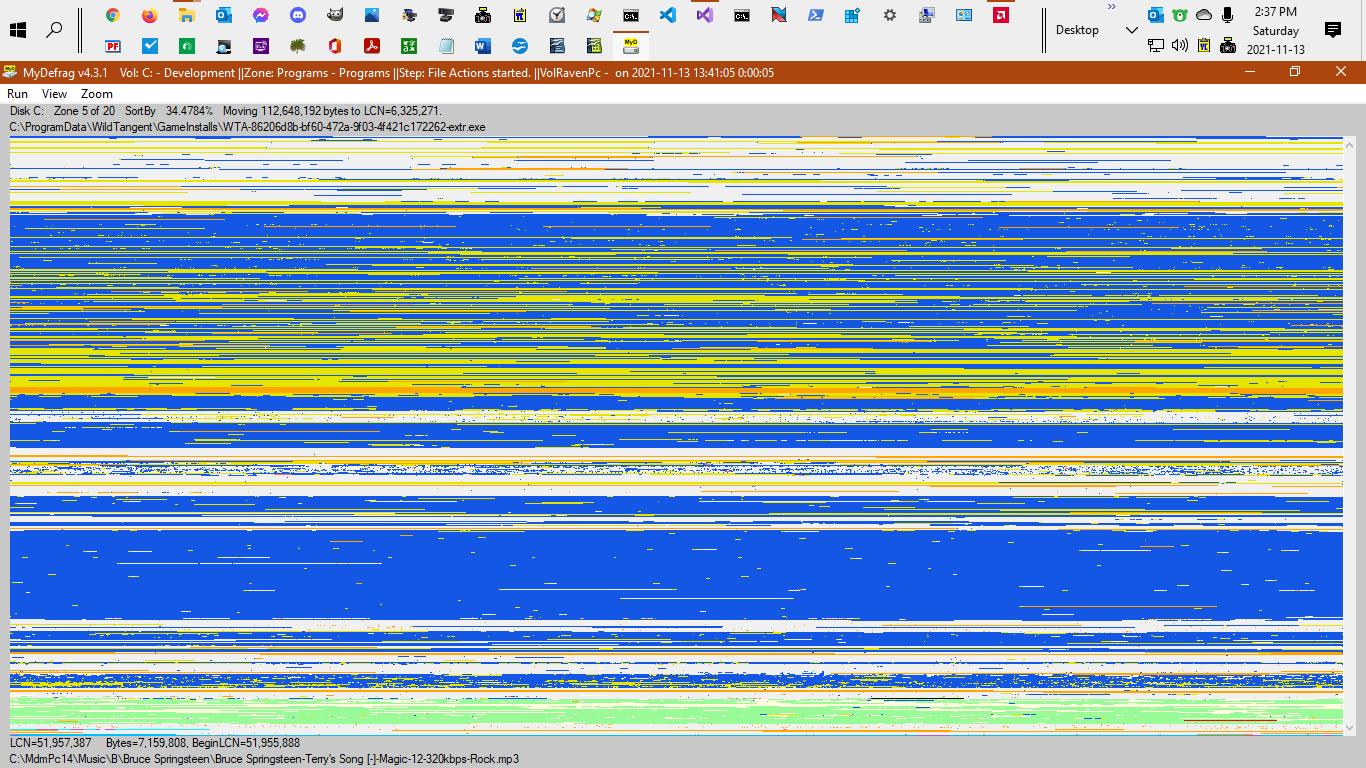 2:37 PM
Desktop
Saturday
2021-11-13
MyDefrag v4.3.1 Vol: C: - Development ||Zone: Programs - Programs ||Step: File Actions started. ||VolRavenPc - on 2021-11-13 13:41:05 0:00:05
Run View Zoom
Disk C: Zone 5 of 20 SortBy 34.4784% Moving 112,648,192 bytes to LCN=6,325,271.
C:\ProgramData\WildTangent\GameInstalls\WTA-86206d8b-bf60-472a-9f03-4f421c172262-extr.exe
LCN=51,957,387 Bytes=7,159,808, BeginLCN=51,955,888
C:\MdmPc14\Music\B\Bruce Springsteen\Bruce Springsteen-Terry's Song [-]-Magic-12-320kbps-Rock.mp3